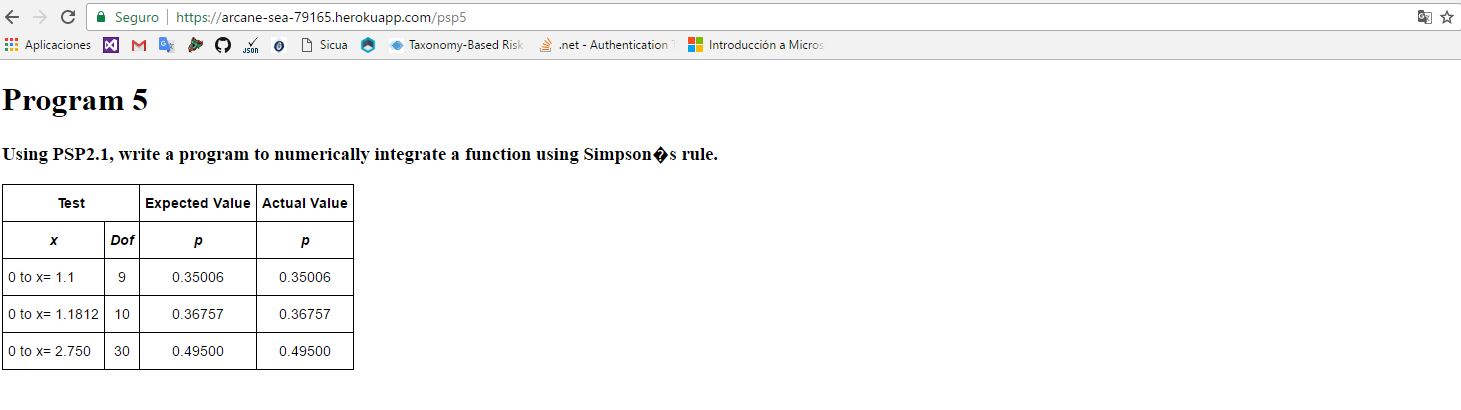 Seguro https://arcane-sea-79165.herokuapp.com/psp5
Aplicaciones JSON Sicua Taxonomy-Based Risk .net - Authentication Introducción a Micros
Program 5
Using PSP2.1, write a program to numerically integrate a function using Simpson�s rule.
Test Expected Value Actual Value
x Dof p p
0 to x= 1.1 9 0.35006 0.35006
0 to x= 1.1812 10 0.36757 0.36757
0 to x= 2.750 30 0.49500 0.49500